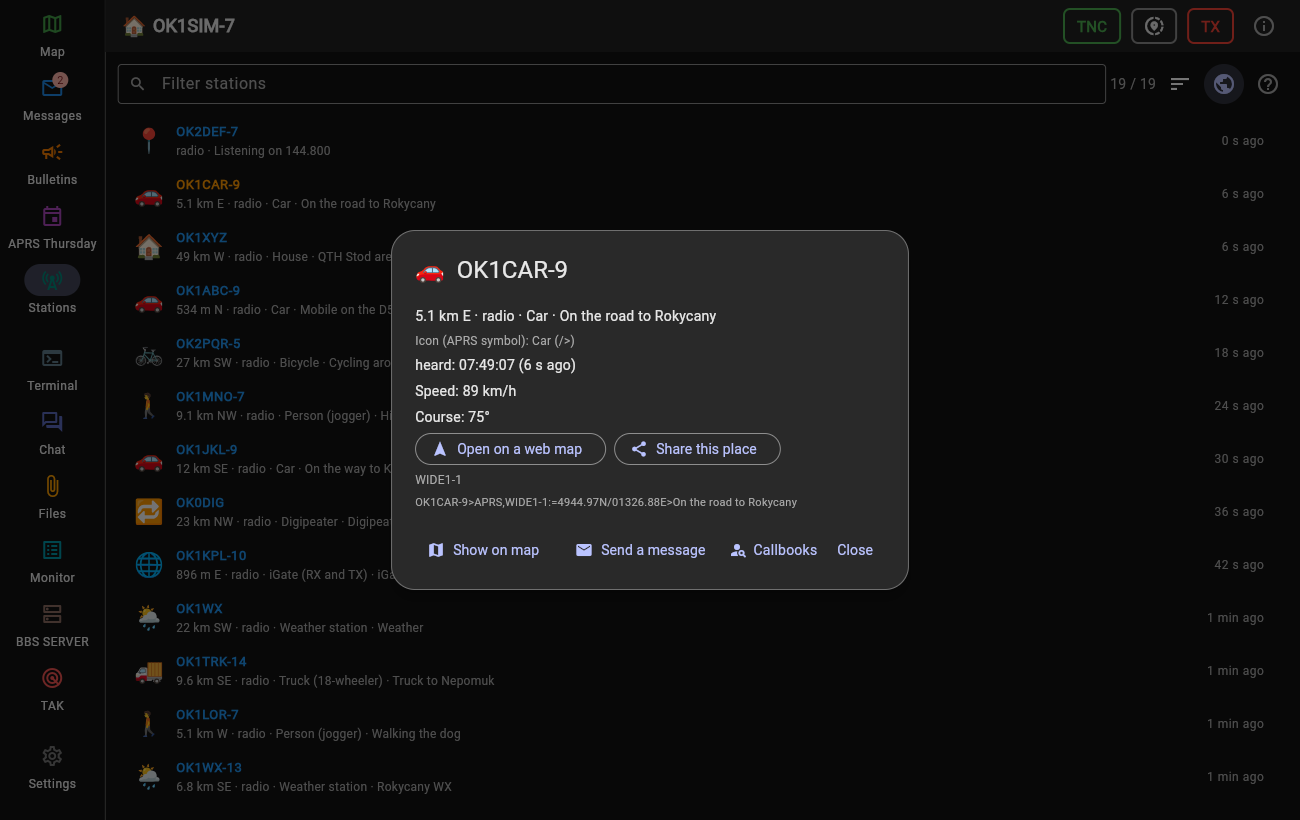 OK1SIM-7
TNC
TX
Map
2
Messages
Bulletins
APRS Thursday
Stations
Terminal
Chat
Files
Monitor
BBS SERVER
TAK
Settings
Filter stations
19 / 19
OK2DEF-7
radio · Listening on 144.800
0 s ago
OK1CAR-9
5.1 km E · radio · Car · On the road to Rokycany
6 s ago
OK1XYZ
49 km W · radio · House · QTH Stod are
6 s ago
OK1ABC-9
534 m N · radio · Car · Mobile on the D5
12 s ago
OK2PQR-5
27 km SW · radio · Bicycle · Cycling aro
18 s ago
OK1MNO-7
9.1 km NW · radio · Person (jogger) · Hi
24 s ago
OK1JKL-9
12 km SE · radio · Car · On the way to K
30 s ago
OK0DIG
23 km NW · radio · Digipeater · Digipea
36 s ago
OK1KPL-10
896 m E · radio · iGate (RX and TX) · iGa
42 s ago
OK1WX
22 km SW · radio · Weather station · Weather
1 min ago
OK1TRK-14
9.6 km SE · radio · Truck (18-wheeler) · Truck to Nepomuk
1 min ago
OK1LOR-7
5.1 km W · radio · Person (jogger) · Walking the dog
1 min ago
OK1WX-13
6.8 km SE · radio · Weather station · Rokycany WX
1 min ago
OK1CAR-9
5.1 km E · radio · Car · On the road to Rokycany
Icon (APRS symbol): Car (/>)
heard: 07:49:07 (6 s ago)
Speed: 89 km/h
Course: 75°
Open on a web map
Share this place
WIDE1-1
OK1CAR-9>APRS,WIDE1-1:=4944.97N/01326.88E>On the road to Rokycany
Show on map
Send a message
Callbooks
Close